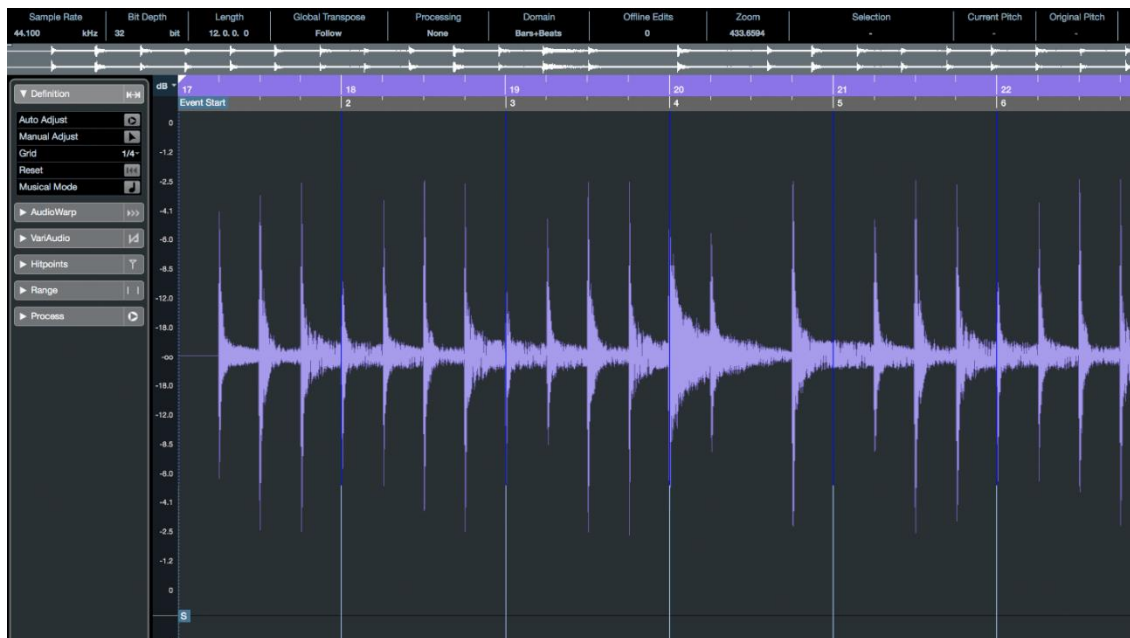 Sample Rate Bit Depth Length Global Transpose Processing Domain Offline Edits Zoom Selection Current Pitch Original Pitch
44.100 kHz 32 bit 12. 0. 0. 0 Follow None Bars+Beats 0 433.6594 - - -
Definition
Auto Adjust
Manual Adjust
Grid 1/4
Reset
Musical Mode
AudioWarp
VariAudio
Hitpoints
Range
Process
dB 17 18 19 20 21 22
Event Start 2 3 4 5 6
0
-1.2
-2.5
-4.1
-6.0
-8.5
-12.0
-18.0
-∞
-18.0
-12.0
-8.5
-6.0
-4.1
-2.5
-1.2
0
S